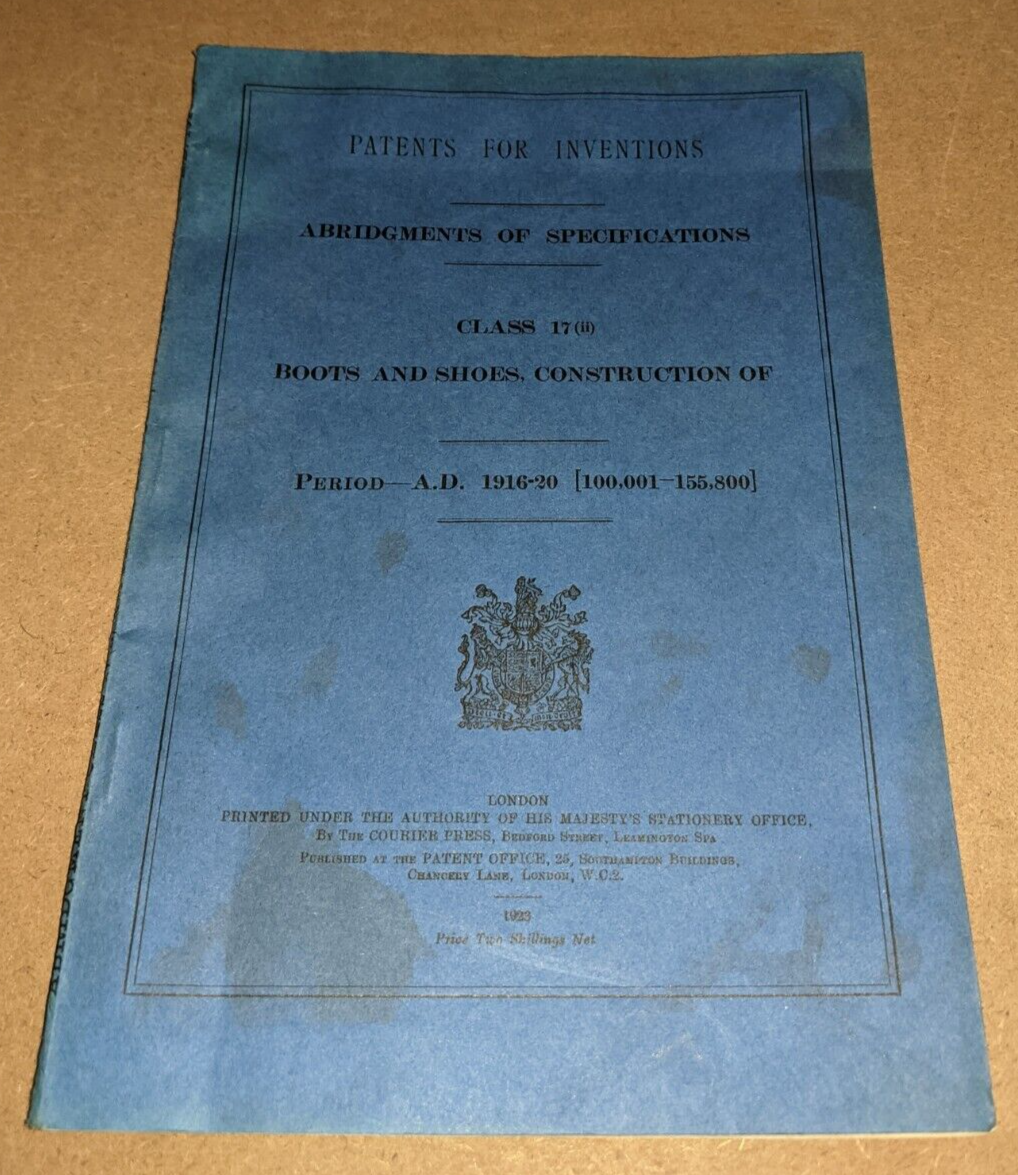 PATENTS FOR INVENTIONS
ABRIDGMENTS OF SPECIFICATIONS
CLASS 17 (ii)
BOOTS AND SHOES, CONSTRUCTION OF
PERIOD—A.D. 1916-20 [100,001—155,800]
LONDON
PRINTED UNDER THE AUTHORITY OF HIS MAJESTY'S STATIONERY OFFICE,
BY THE COURIER PRESS, BEDFORD STREET, LEAMINGTON SPA
PUBLISHED AT THE PATENT OFFICE, 25, SOUTHAMPTON BUILDINGS,
CHANCERY LANE, LONDON, W.C.2.
1923
Price Two Shillings Net